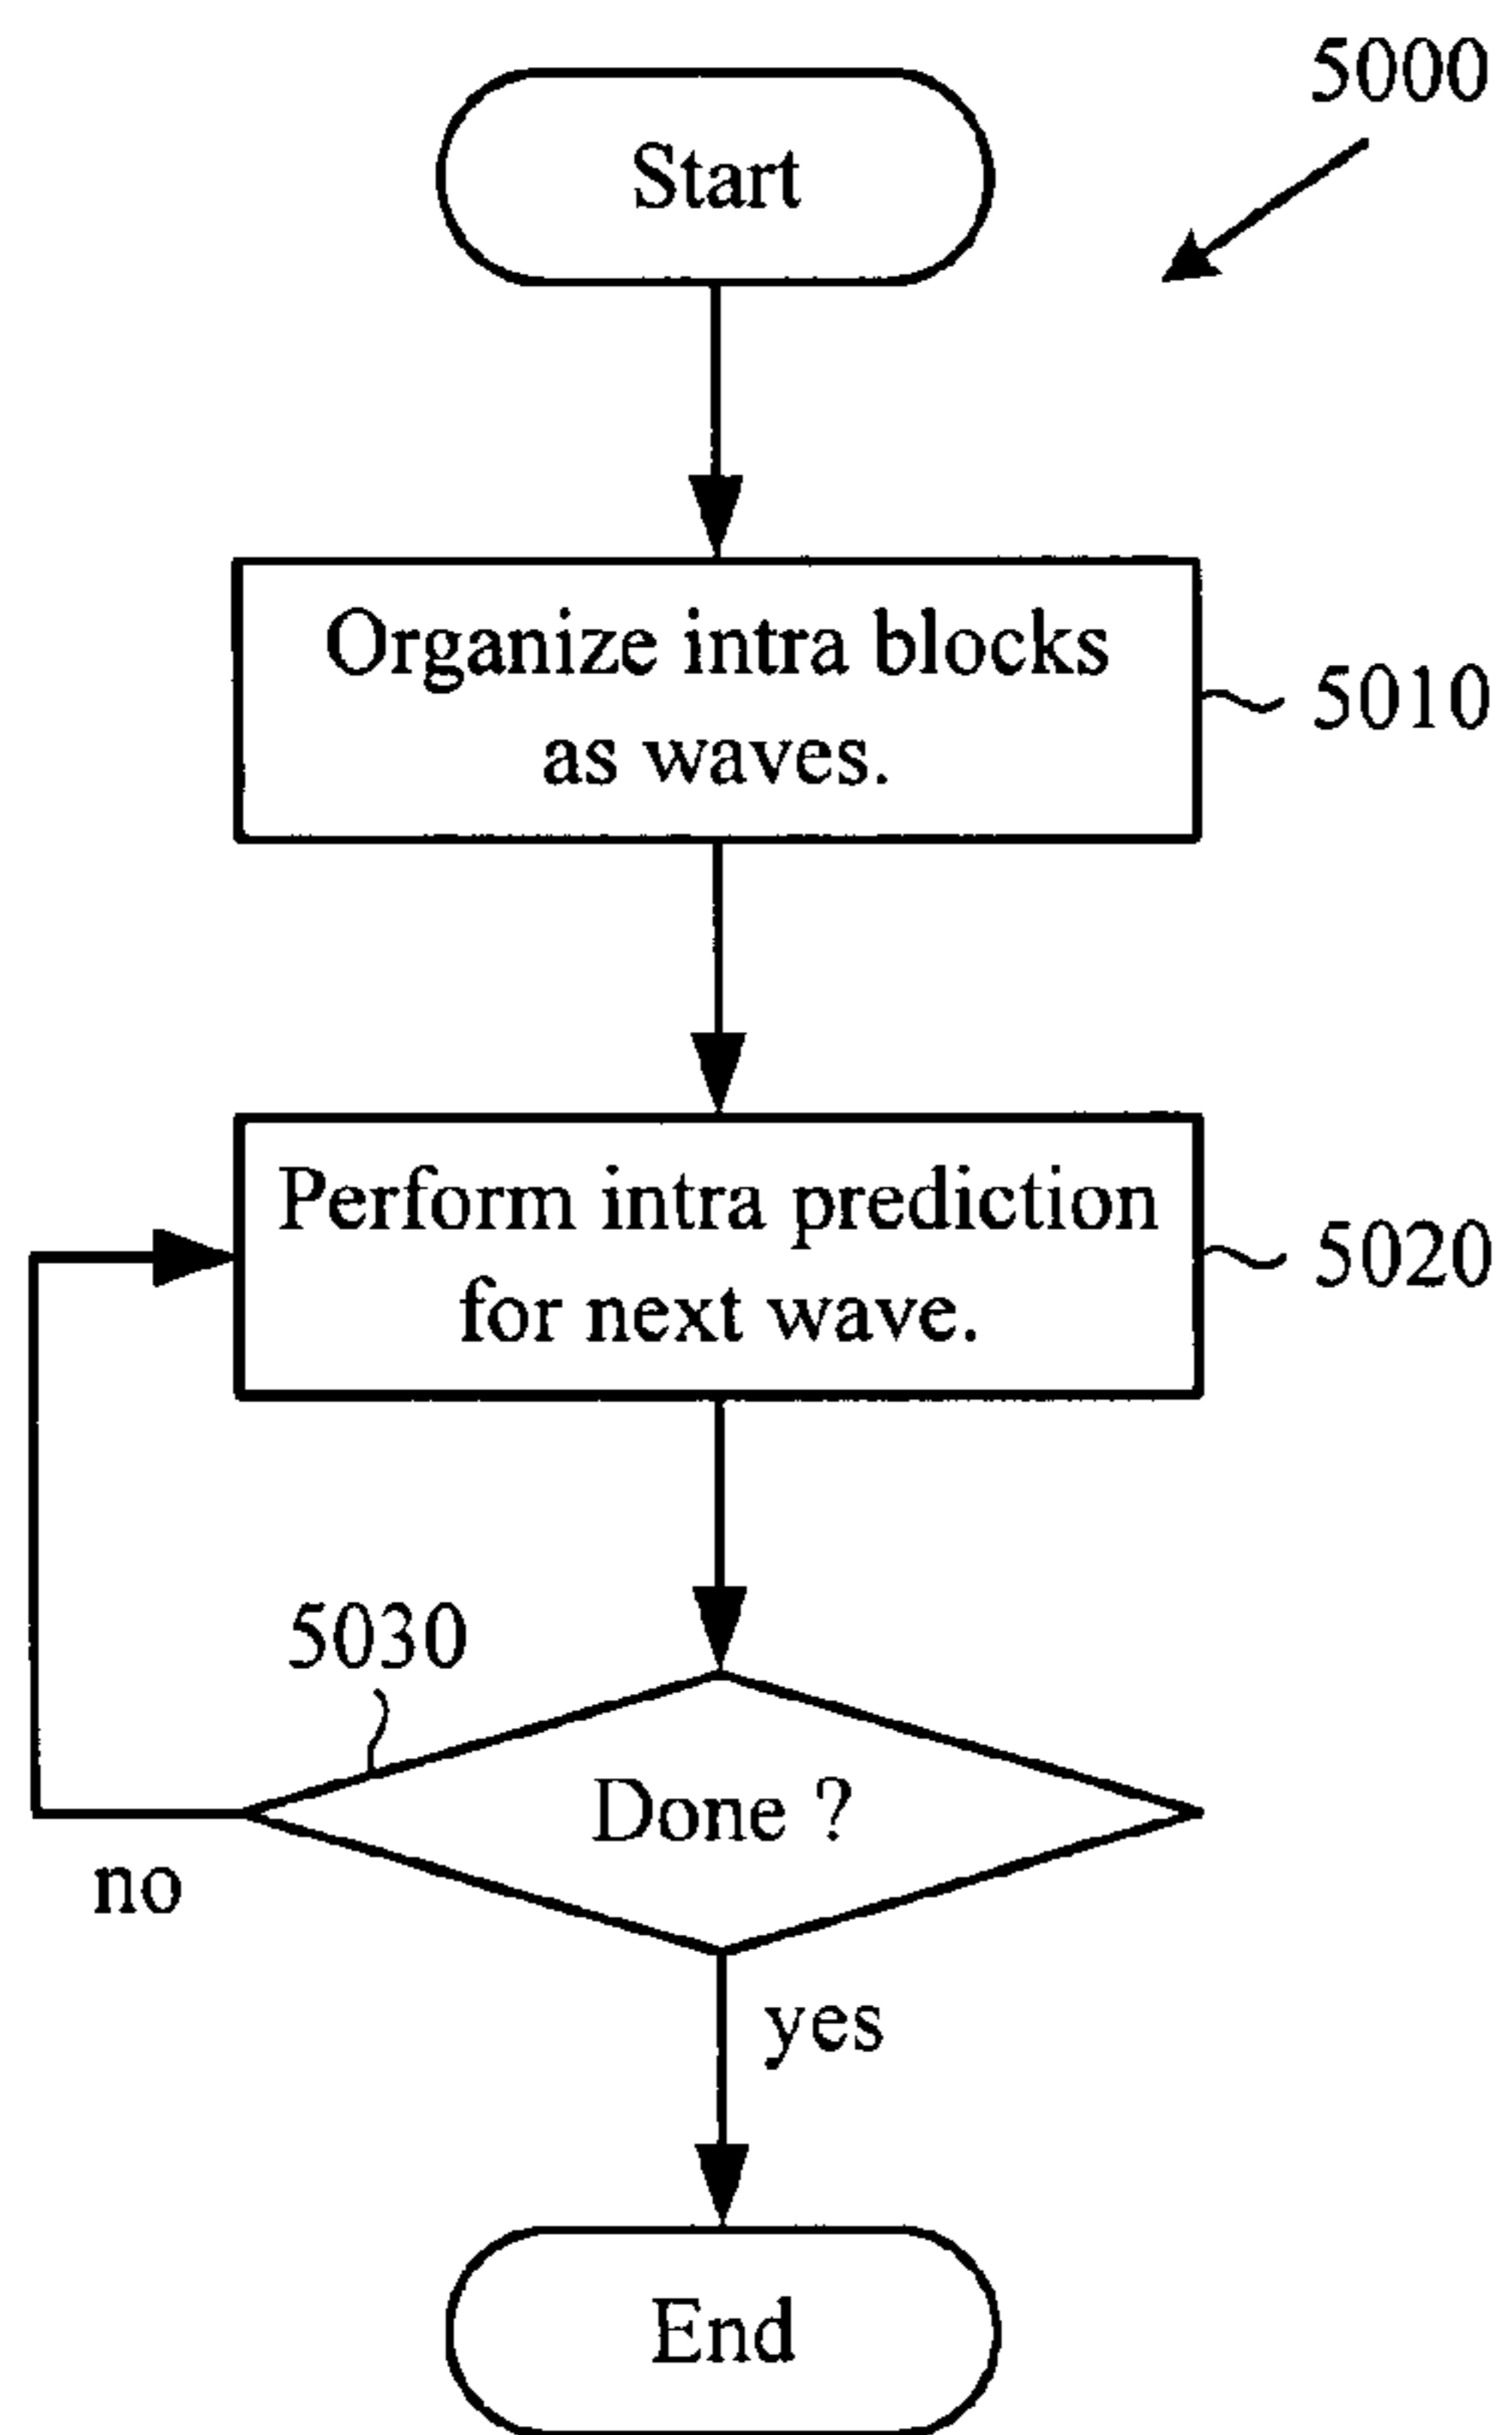 5000
Start
Organize intra blocks
as waves.
5010
Perform intra prediction
for next wave.
5020
5030
Done ?
no
yes
End